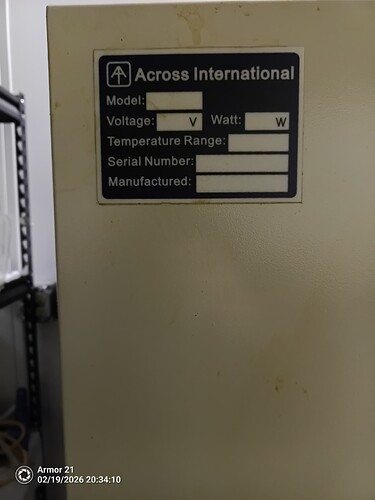 Across International
Model:
Voltage: V Watt: W
Temperature Range:
Serial Number:
Manufactured:
Armor 21
02/19/2026 20:34:10